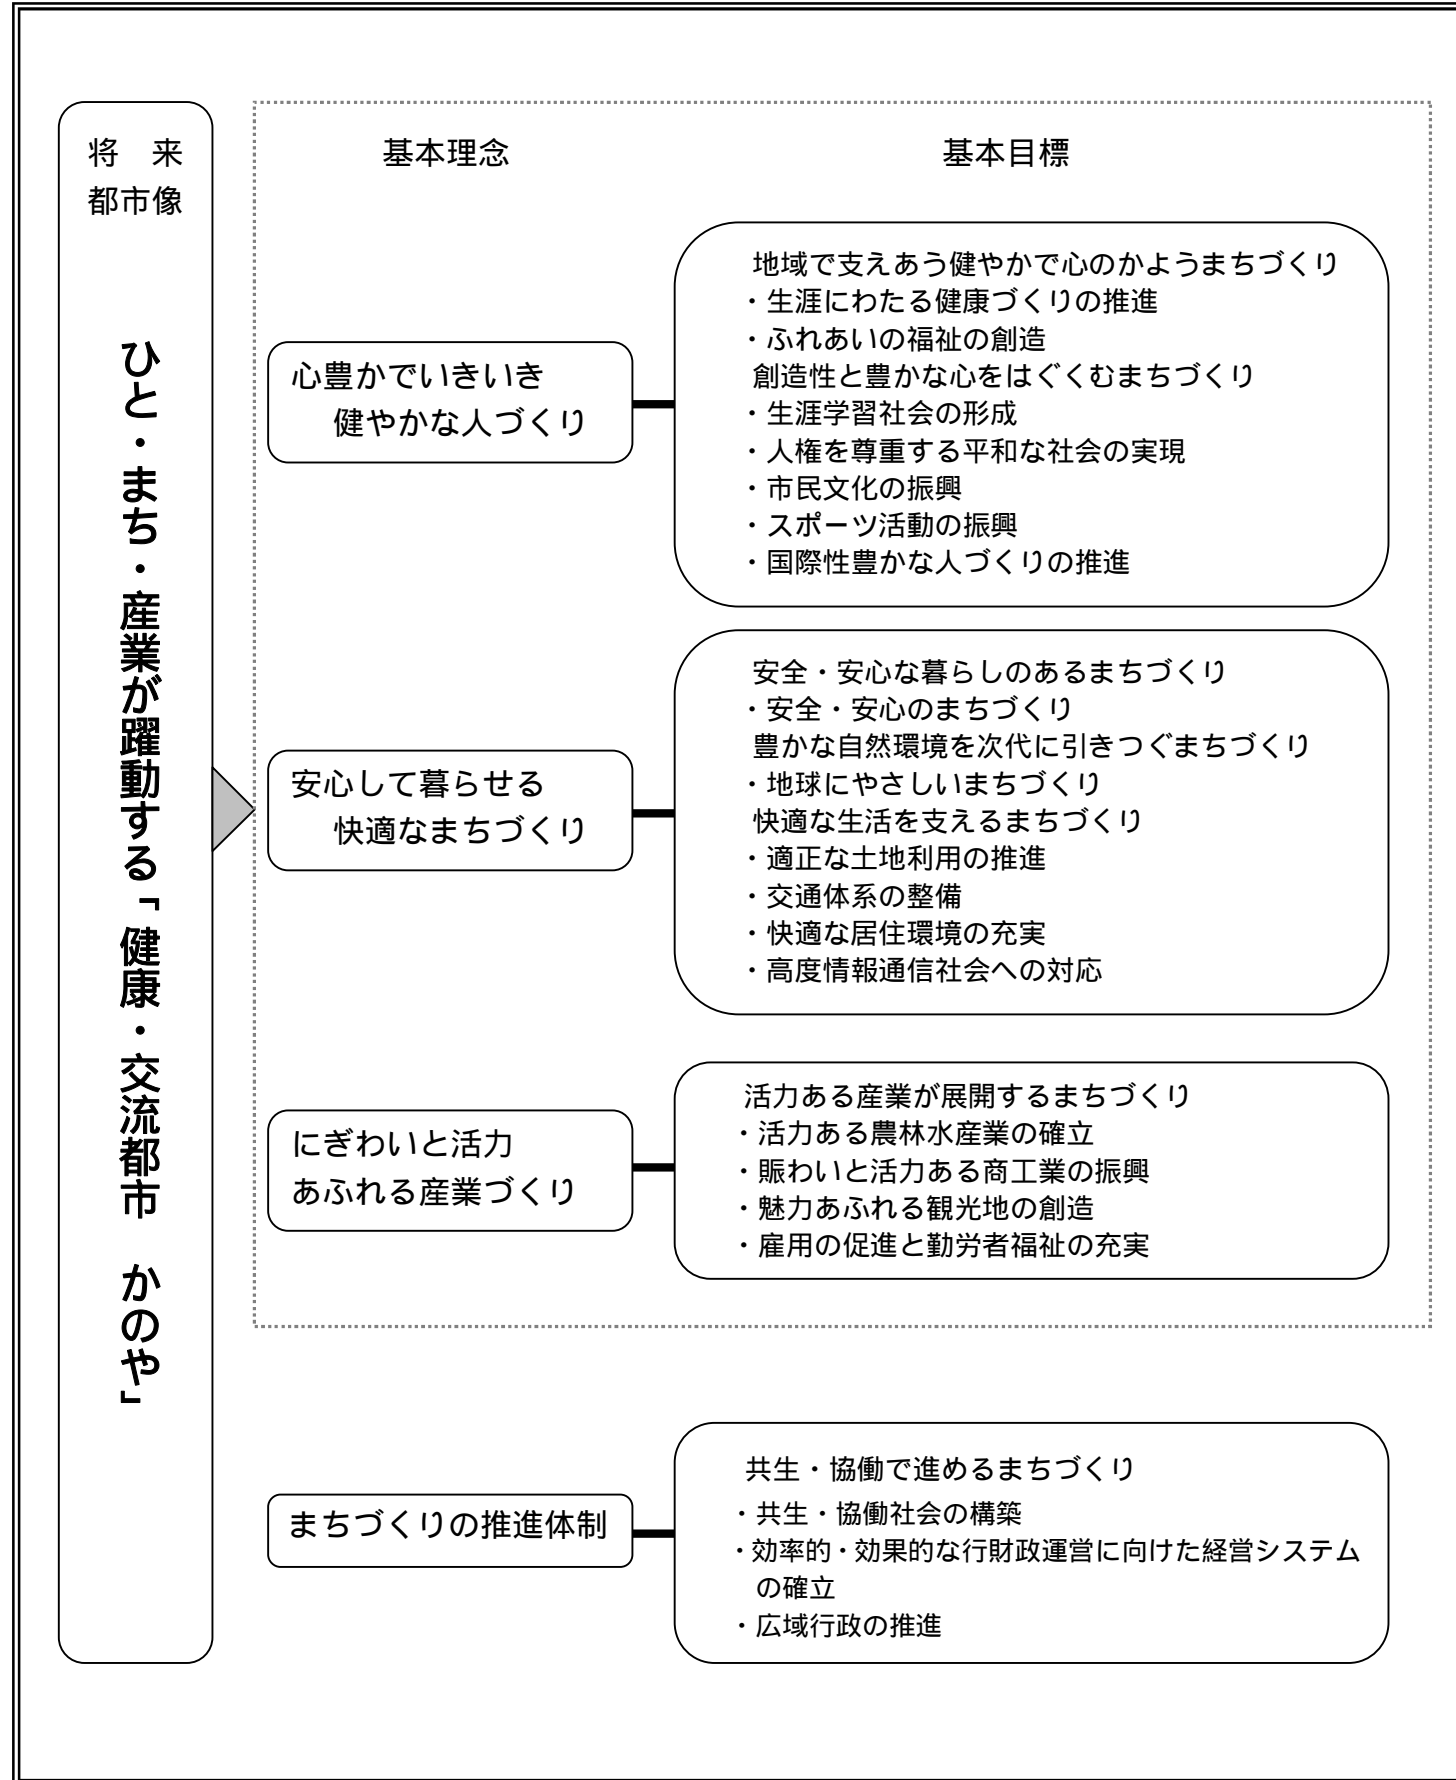 将　来
都市像
ひと・まち・産業が躍動する「健康・交流都市　かのや」
基本理念
基本目標
心豊かでいきいき
健やかな人づくり
地域で支えあう健やかで心のかようまちづくり
・生涯にわたる健康づくりの推進
・ふれあいの福祉の創造
創造性と豊かな心をはぐくむまちづくり
・生涯学習社会の形成
・人権を尊重する平和な社会の実現
・市民文化の振興
・スポーツ活動の振興
・国際性豊かな人づくりの推進
安心して暮らせる
快適なまちづくり
安全・安心な暮らしのあるまちづくり
・安全・安心のまちづくり
豊かな自然環境を次代に引きつぐまちづくり
・地球にやさしいまちづくり
快適な生活を支えるまちづくり
・適正な土地利用の推進
・交通体系の整備
・快適な居住環境の充実
・高度情報通信社会への対応
にぎわいと活力
あふれる産業づくり
活力ある産業が展開するまちづくり
・活力ある農林水産業の確立
・賑わいと活力ある商工業の振興
・魅力あふれる観光地の創造
・雇用の促進と勤労者福祉の充実
まちづくりの推進体制
共生・協働で進めるまちづくり
・共生・協働社会の構築
・効率的・効果的な行財政運営に向けた経営システム
の確立
・広域行政の推進